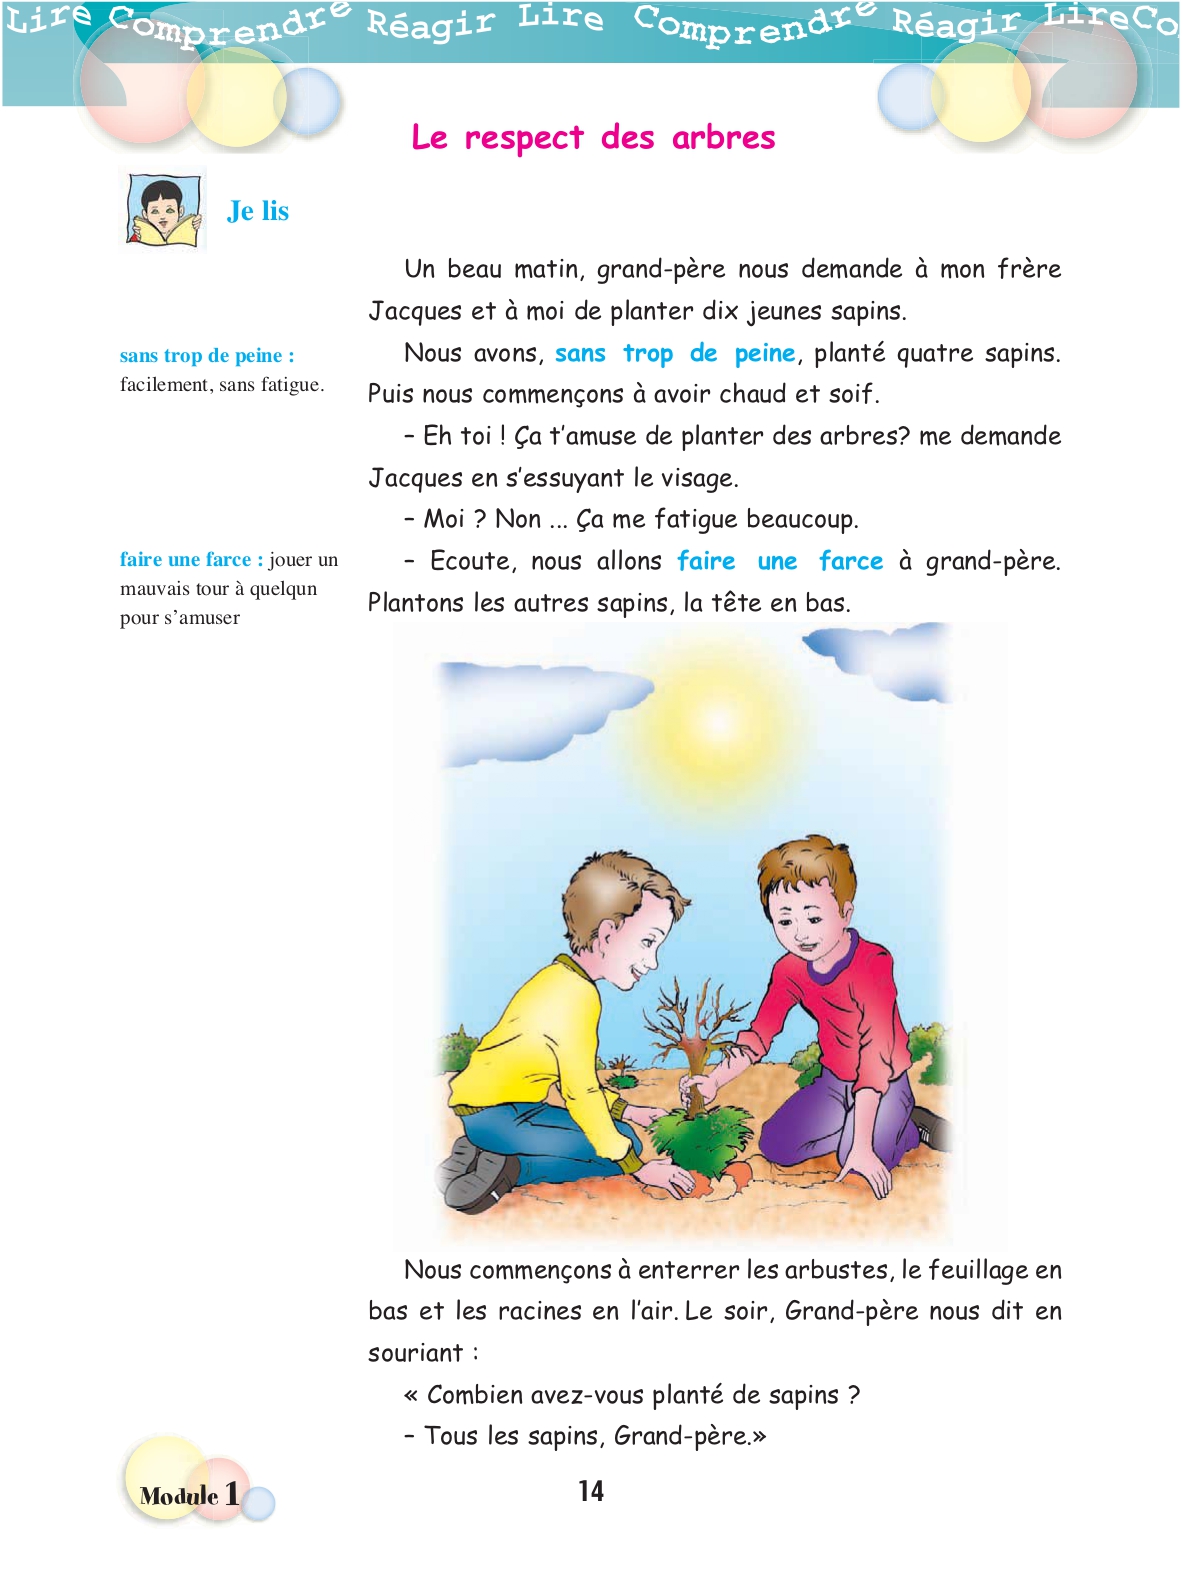 Lire Comprendre Réagir Lire Comprendre Réagir LireCo
Le respect des arbres
Je lis
Un beau matin, grand-père nous demande à mon frère
Jacques et à moi de planter dix jeunes sapins.
sans trop de peine :
facilement, sans fatigue.
Nous avons, sans trop de peine, planté quatre sapins.
Puis nous commençons à avoir chaud et soif.
– Eh toi ! Ça t’amuse de planter des arbres? me demande
Jacques en s’essuyant le visage.
– Moi ? Non ... Ça me fatigue beaucoup.
faire une farce : jouer un
mauvais tour à quelqun
pour s’amuser
– Ecoute, nous allons faire une farce à grand-père.
Plantons les autres sapins, la tête en bas.
Nous commençons à enterrer les arbustes, le feuillage en
bas et les racines en l’air. Le soir, Grand-père nous dit en
souriant :
« Combien avez-vous planté de sapins ?
– Tous les sapins, Grand-père.»
Module 1
14